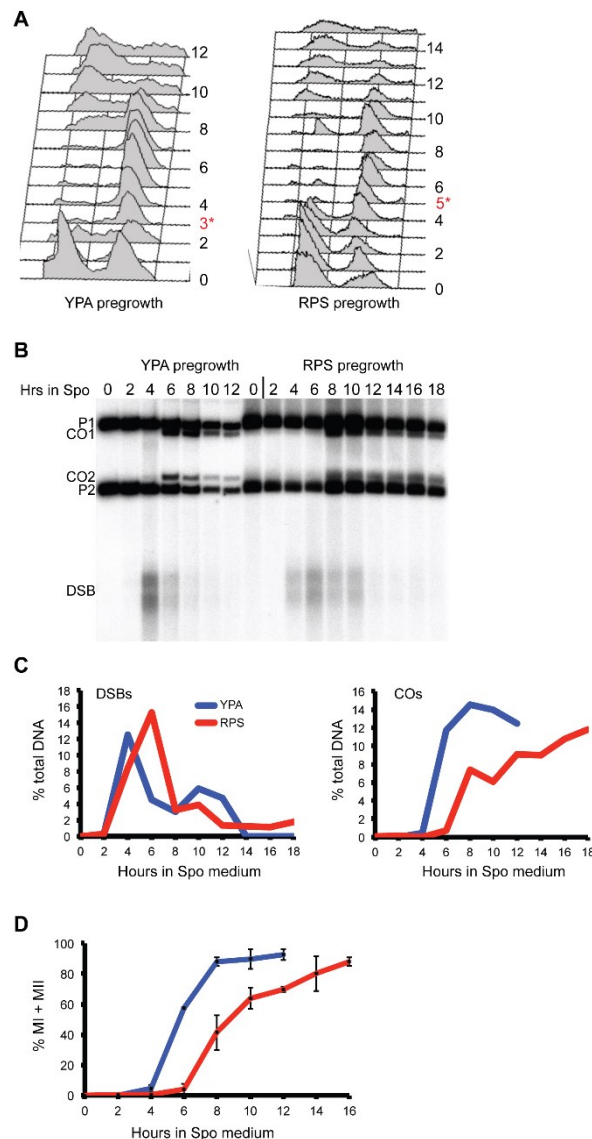 A
12
10
8
6
4
3*
2
0
YPA pregrowth
14
12
10
8
6
5*
4
2
0
RPS pregrowth
B
YPA pregrowth RPS pregrowth
Hrs in Spo 0 2 4 6 8 10 12 0 2 4 6 8 10 12 14 16 18
P1
CO1
CO2
P2
DSB
C
DSBs
YPA
RPS
% total DNA
18
16
14
12
10
8
6
4
2
0
0 2 4 6 8 10 12 14 16 18
Hours in Spo medium
COs
% total DNA
16
14
12
10
8
6
4
2
0
0 2 4 6 8 10 12 14 16 18
Hours in Spo medium
D
% MI + MII
100
80
60
40
20
0
0 2 4 6 8 10 12 14 16
Hours in Spo medium